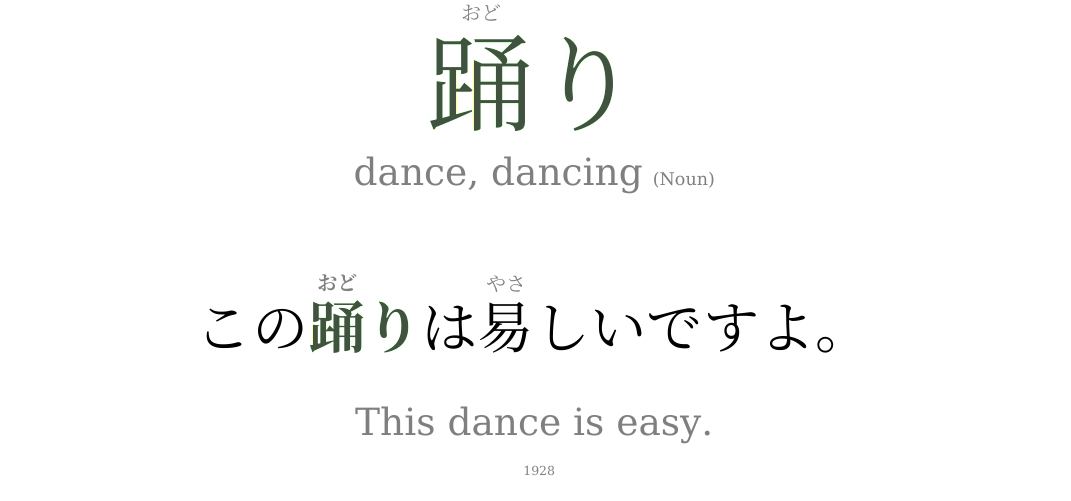 おど
踊り
dance, dancing (Noun)
おど やさ
この踊りは易しいですよ。
This dance is easy.
1928